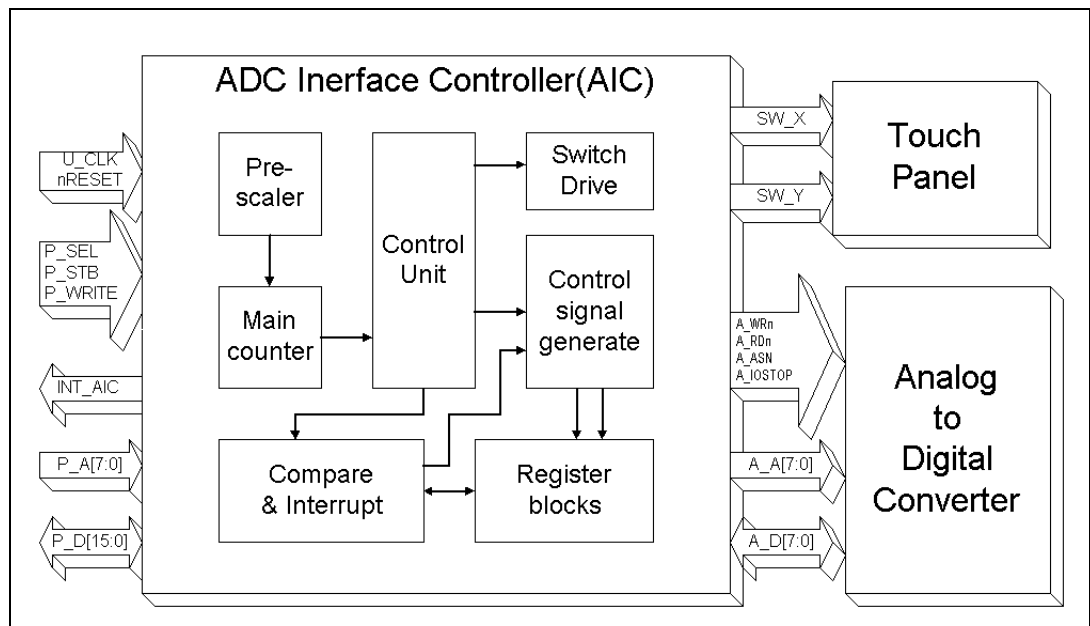 ADC Inerface Controller(AIC)
U_CLK
nRESET
P_SEL
P_STB
P_WRITE
INT_AIC
P_A[7:0]
P_D[15:0]
Pre-
scaler
Main
counter
Control
Unit
Switch
Drive
Control
signal
generate
Compare
& Interrupt
Register
blocks
SW_X
SW_Y
A_WRn
A_RDn
A_ASN
A_IOSTOP
A_A[7:0]
A_D[7:0]
Touch
Panel
Analog
to
Digital
Converter